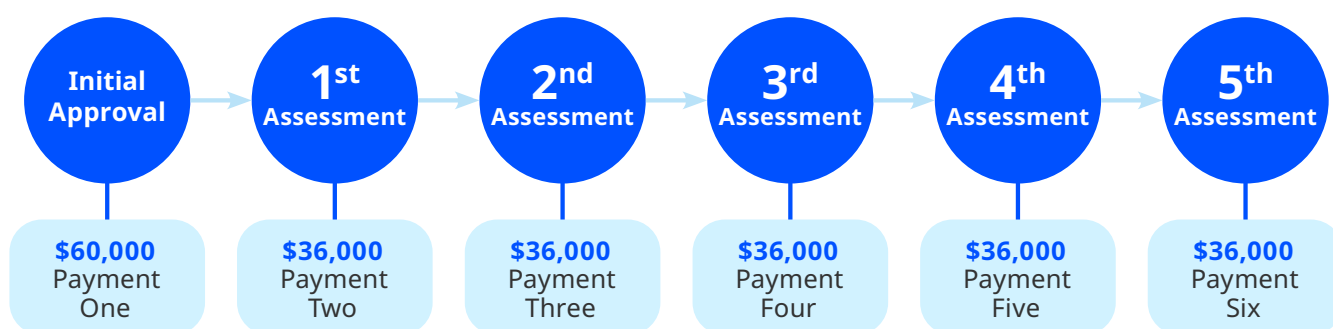 Initial
Approval
1st
Assessment
2nd
Assessment
3rd
Assessment
4th
Assessment
5th
Assessment
$60,000
Payment
One
$36,000
Payment
Two
$36,000
Payment
Three
$36,000
Payment
Four
$36,000
Payment
Five
$36,000
Payment
Six